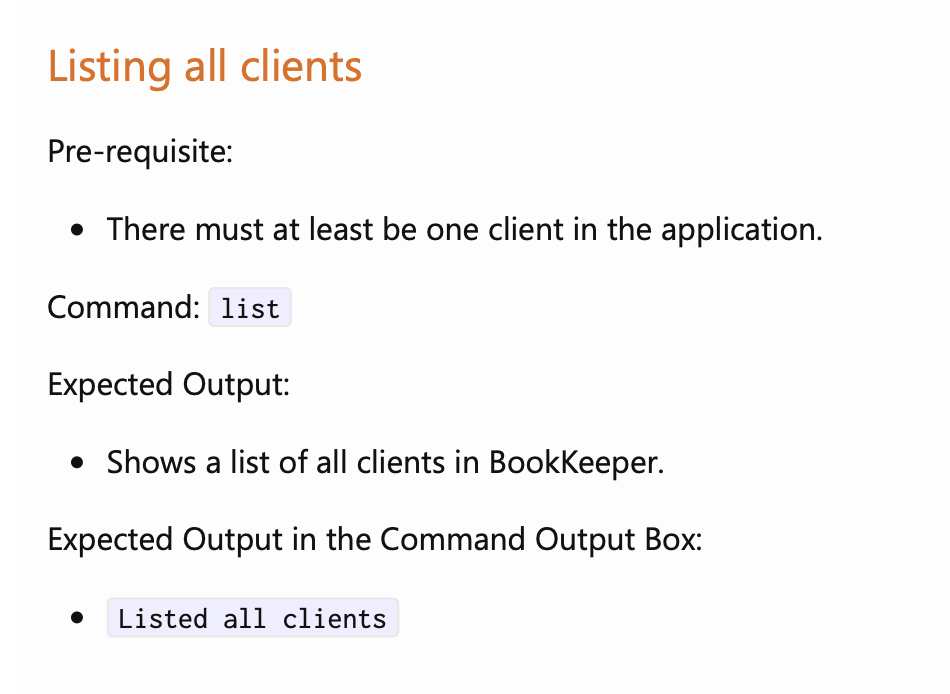 Listing all clients
Pre-requisite:
• There must at least be one client in the application.
Command: list
Expected Output:
• Shows a list of all clients in BookKeeper.
Expected Output in the Command Output Box:
• Listed all clients